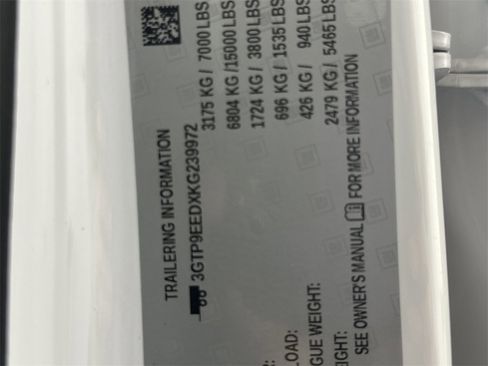 TRAILERING INFORMATION
3GTP9EEDXKG239972
3175 KG / 7000 LBS
6804 KG /15000 LBS
1724 KG / 3800 LBS
LOAD: 696 KG / 1535 LBS
GUE WEIGHT: 426 KG / 940 LBS
IGHT: 2479 KG / 5465 LBS
SEE OWNER'S MANUAL FOR MORE INFORMATION